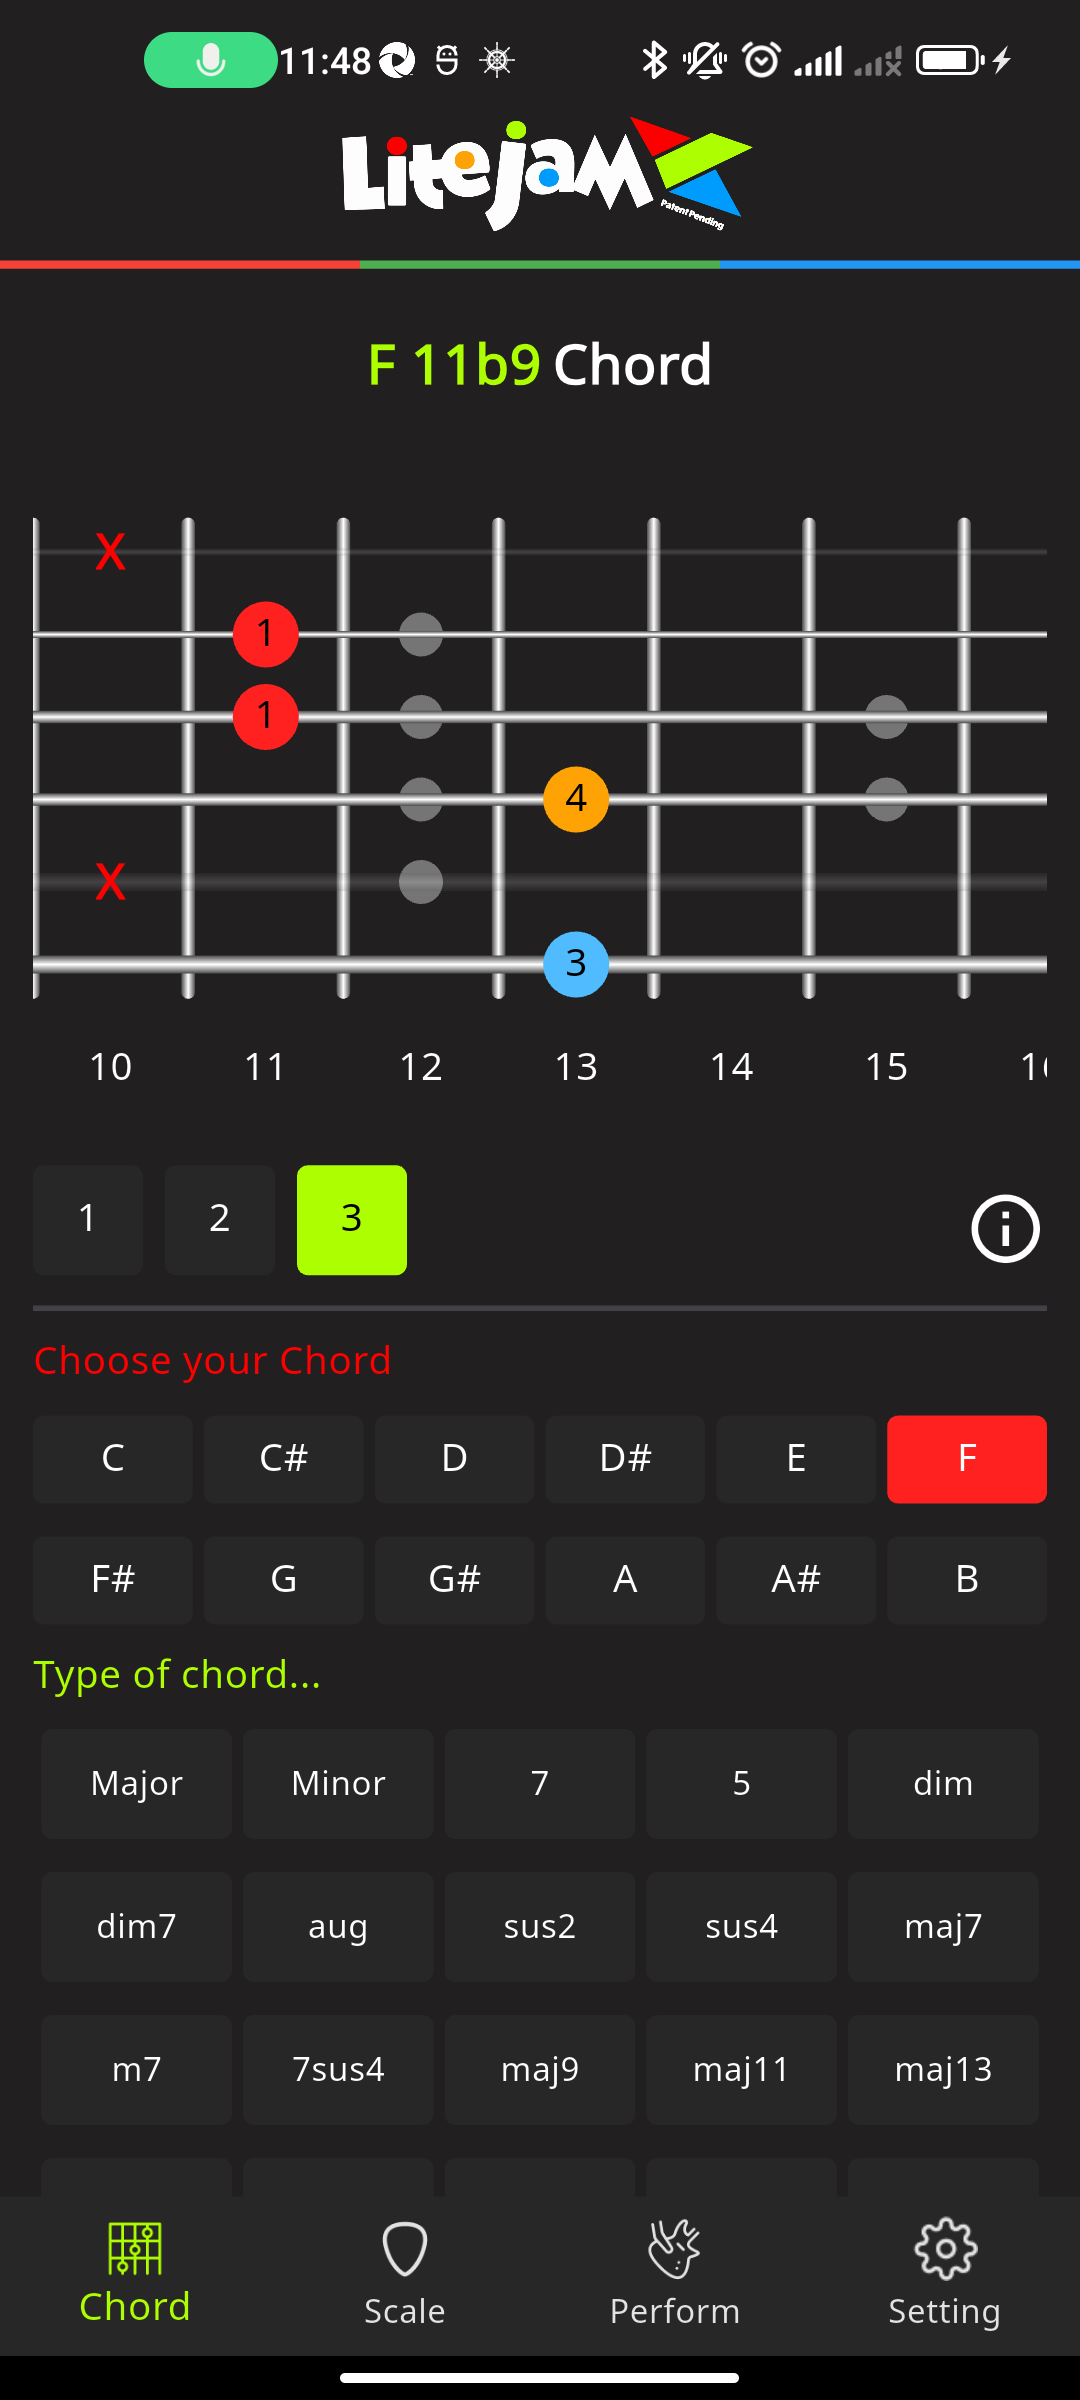 11:48
Litejam
Patent Pending
F 11b9 Chord
X
1
1
4
X
3
10 11 12 13 14 15
1 2 3
Choose your Chord
C C# D D# E F
F# G G# A A# B
Type of chord...
Major Minor 7 5 dim
dim7 aug sus2 sus4 maj7
m7 7sus4 maj9 maj11 maj13
Chord Scale Perform Setting